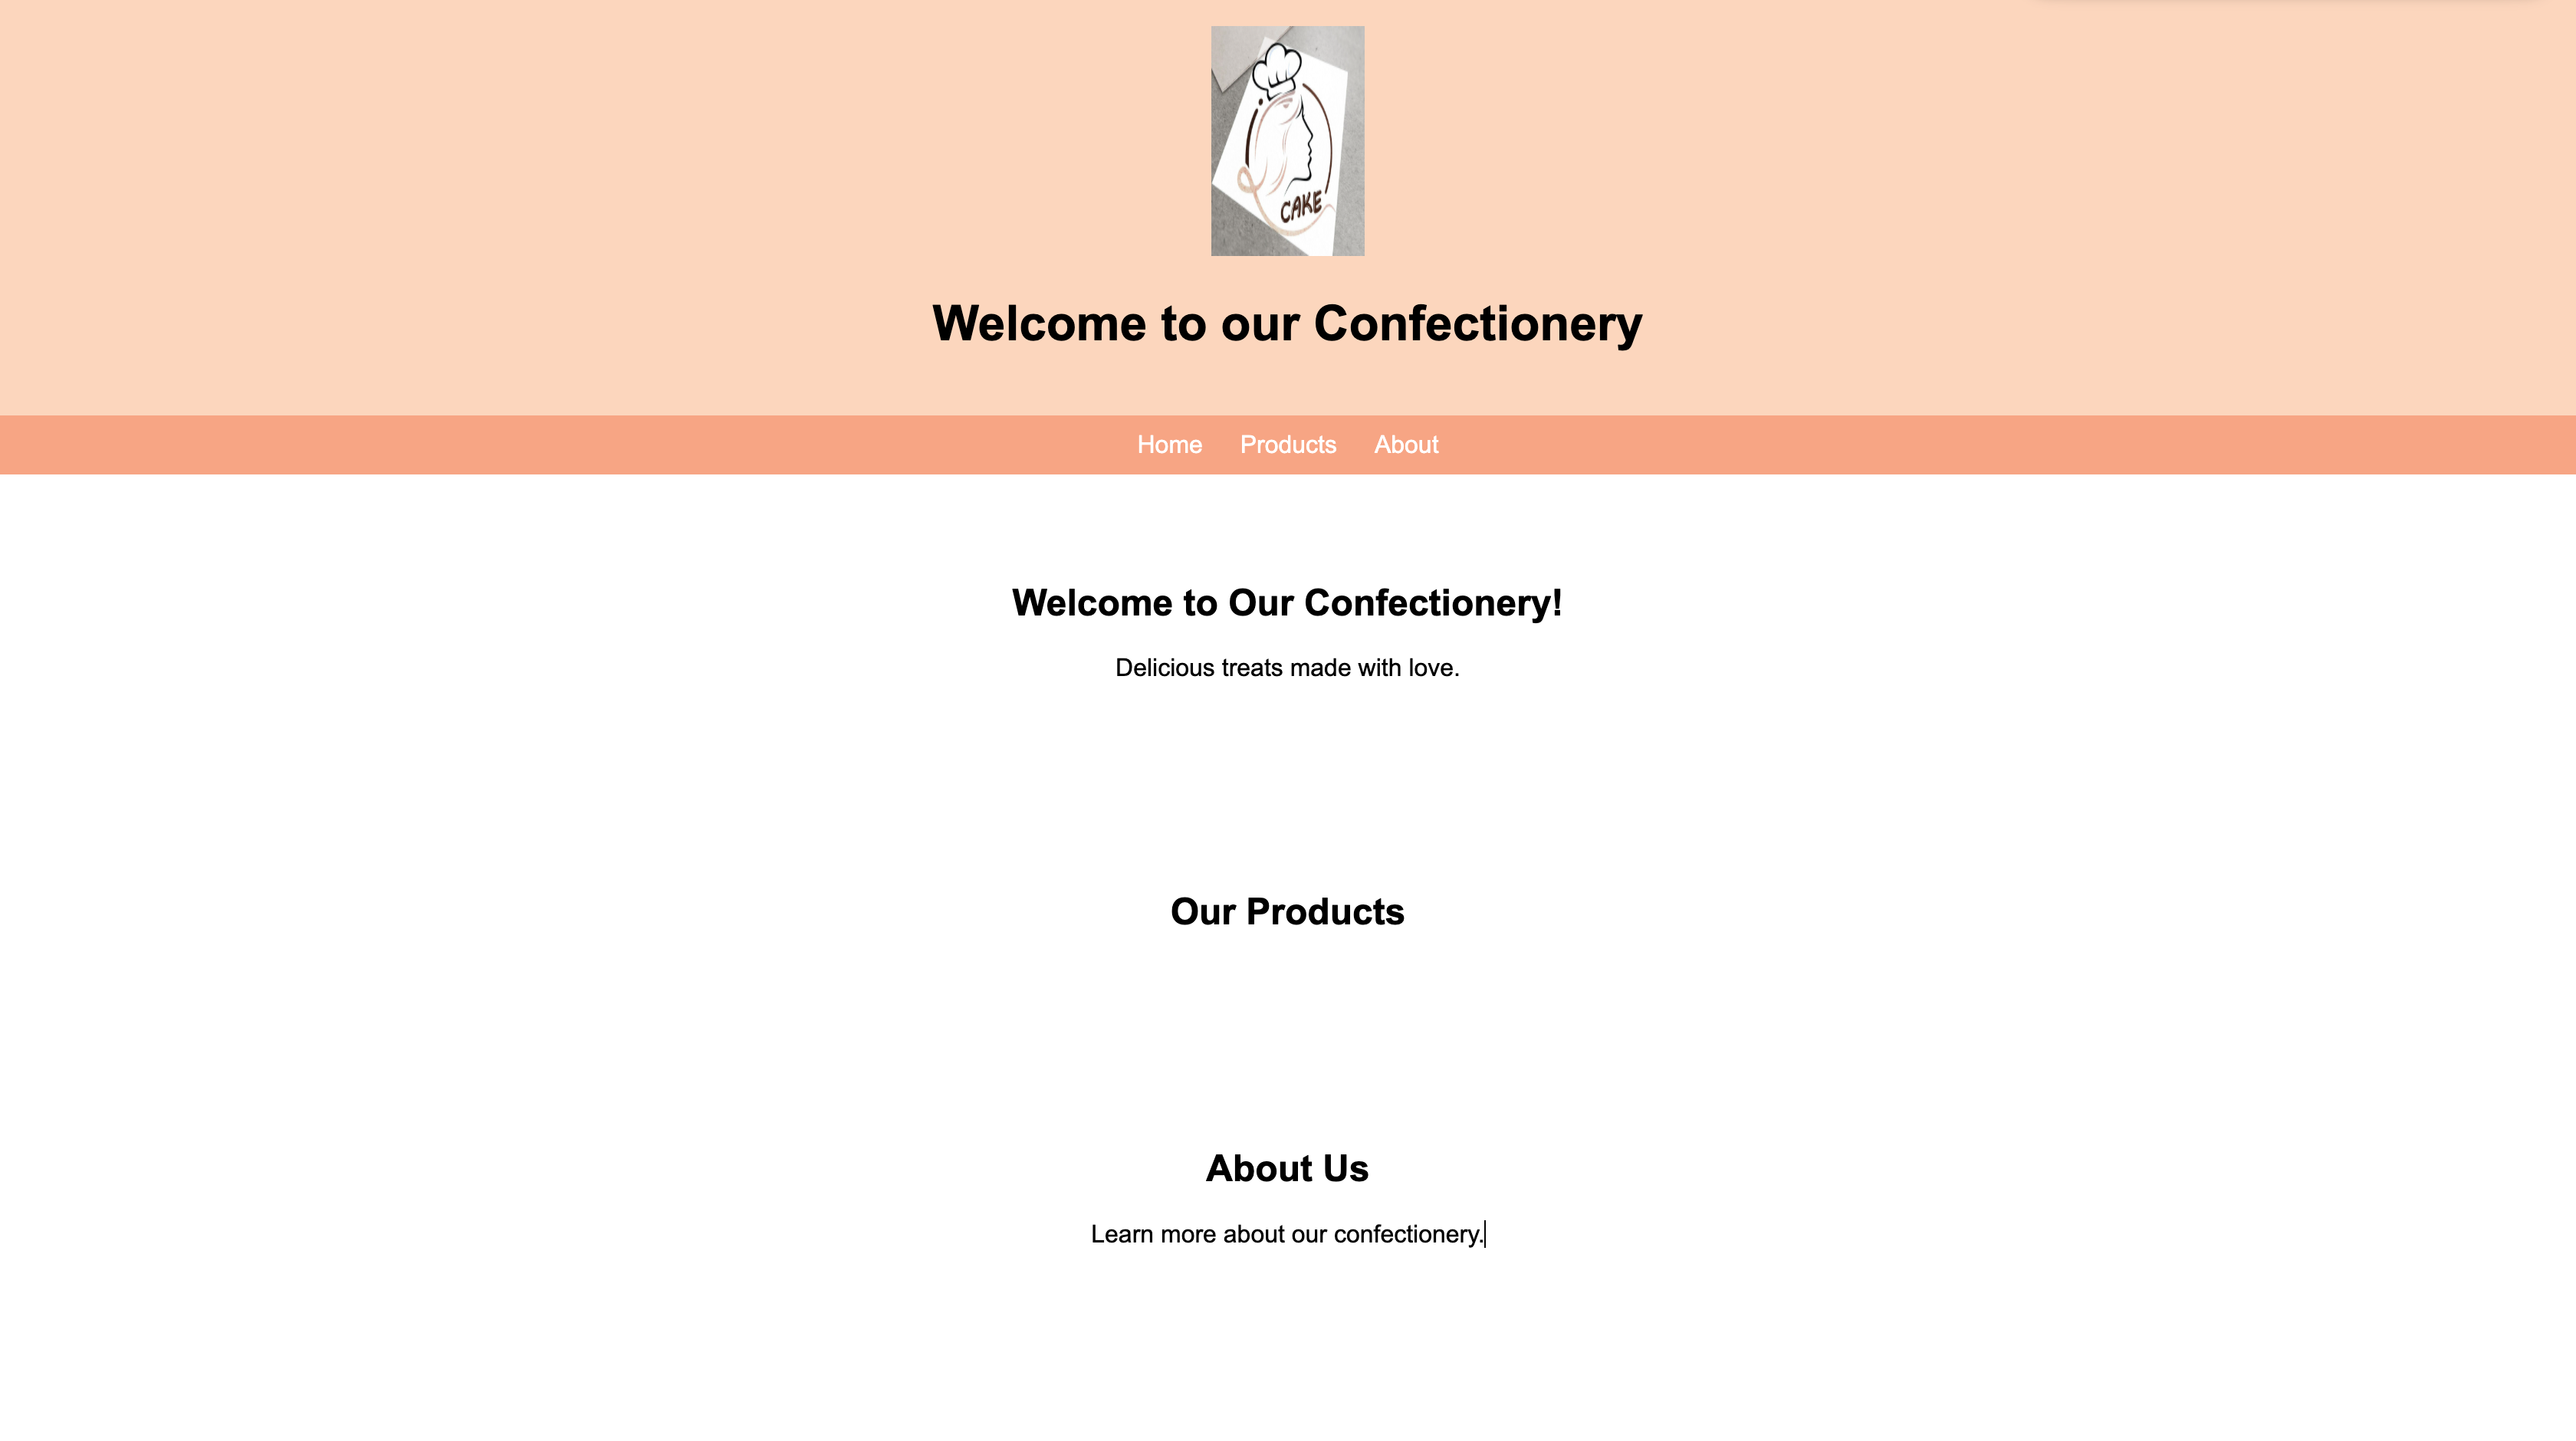 CAKE
Welcome to our Confectionery
Home Products About
Welcome to Our Confectionery!
Delicious treats made with love.
Our Products
About Us
Learn more about our confectionery.